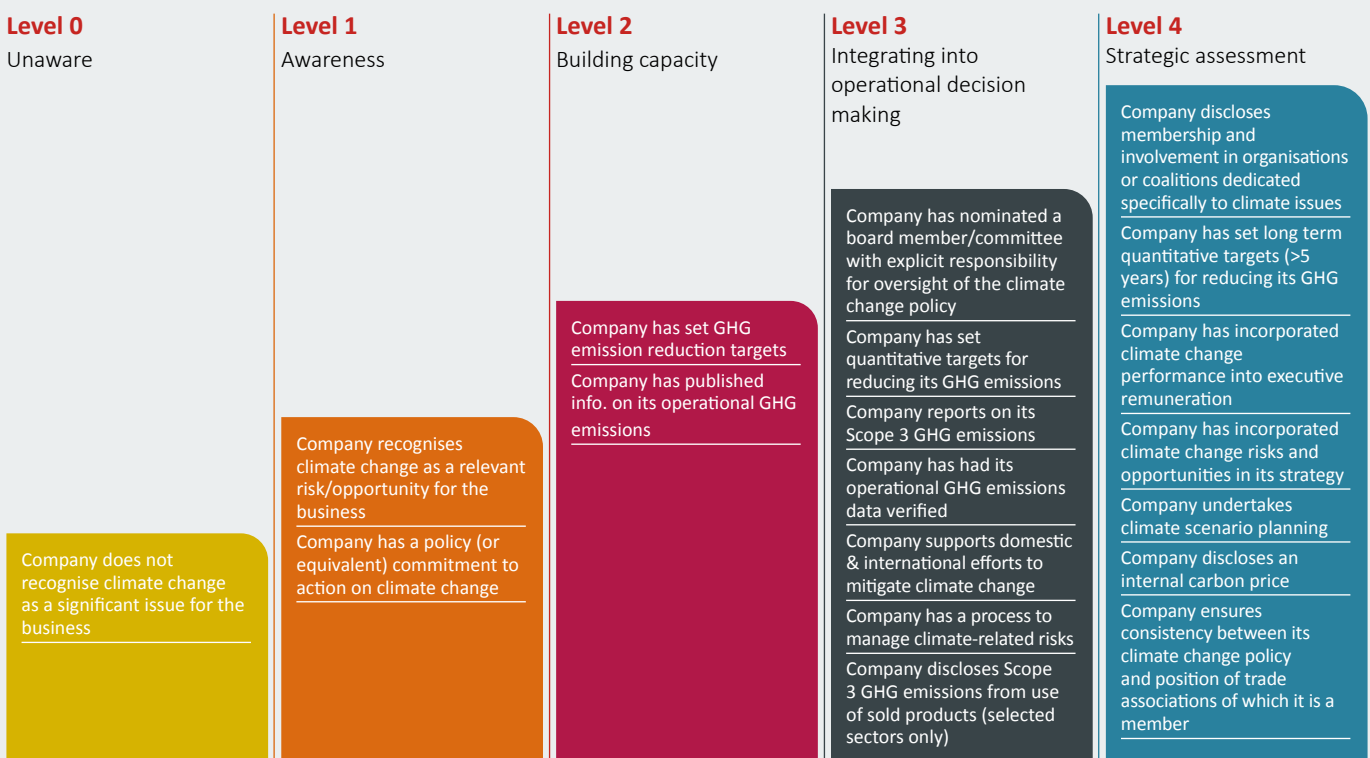 Level 0
Unaware
Company does not
recognise climate change
as a significant issue for the
business
Level 1
Awareness
Company recognises
climate change as a relevant
risk/opportunity for the
business
Company has a policy (or
equivalent) commitment to
action on climate change
Level 2
Building capacity
Company has set GHG
emission reduction targets
Company has published
info. on its operational GHG
emissions
Level 3
Integrating into
operational decision
making
Company has nominated a
board member/committee
with explicit responsibility
for oversight of the climate
change policy
Company has set
quantitative targets for
reducing its GHG emissions
Company reports on its
Scope 3 GHG emissions
Company has had its
operational GHG emissions
data verified
Company supports domestic
& international efforts to
mitigate climate change
Company has a process to
manage climate-related risks
Company discloses Scope
3 GHG emissions from use
of sold products (selected
sectors only)
Level 4
Strategic assessment
Company discloses
membership and
involvement in organisations
or coalitions dedicated
specifically to climate issues
Company has set long term
quantitative targets (>5
years) for reducing its GHG
emissions
Company has incorporated
climate change
performance into executive
remuneration
Company has incorporated
climate change risks and
opportunities in its strategy
Company undertakes
climate scenario planning
Company discloses an
internal carbon price
Company ensures
consistency between its
climate change policy
and position of trade
associations of which it is a
member